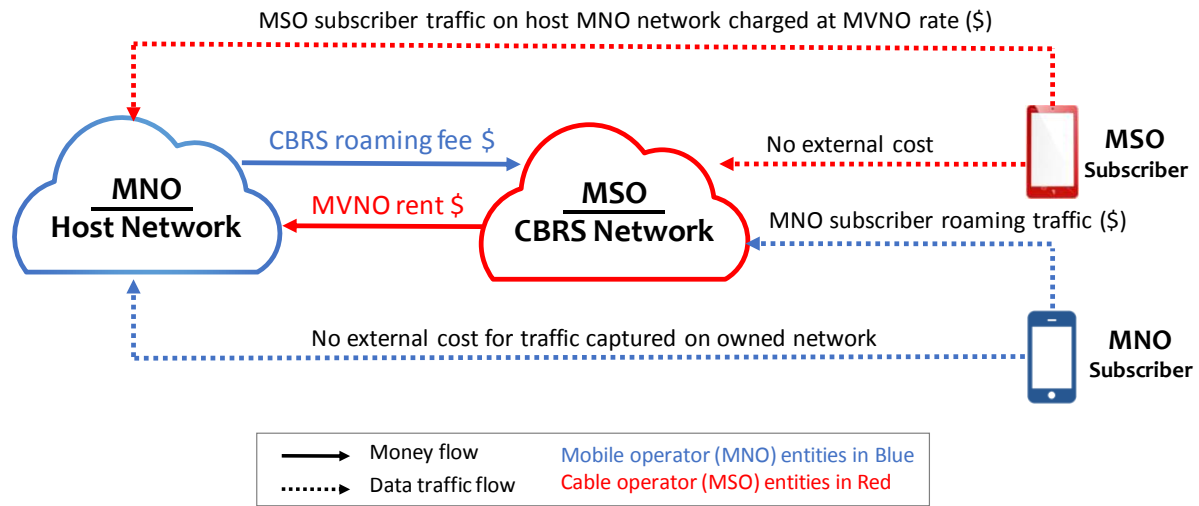 MSO subscriber traffic on host MNO network charged at MVNO rate ($)
CBRS roaming fee $
No external cost
MSO
Subscriber
MNO
Host Network
MVNO rent $
MSO
CBRS Network
MNO subscriber roaming traffic ($)
No external cost for traffic captured on owned network
MNO
Subscriber
Money flow
Mobile operator (MNO) entities in Blue
Data traffic flow
Cable operator (MSO) entities in Red